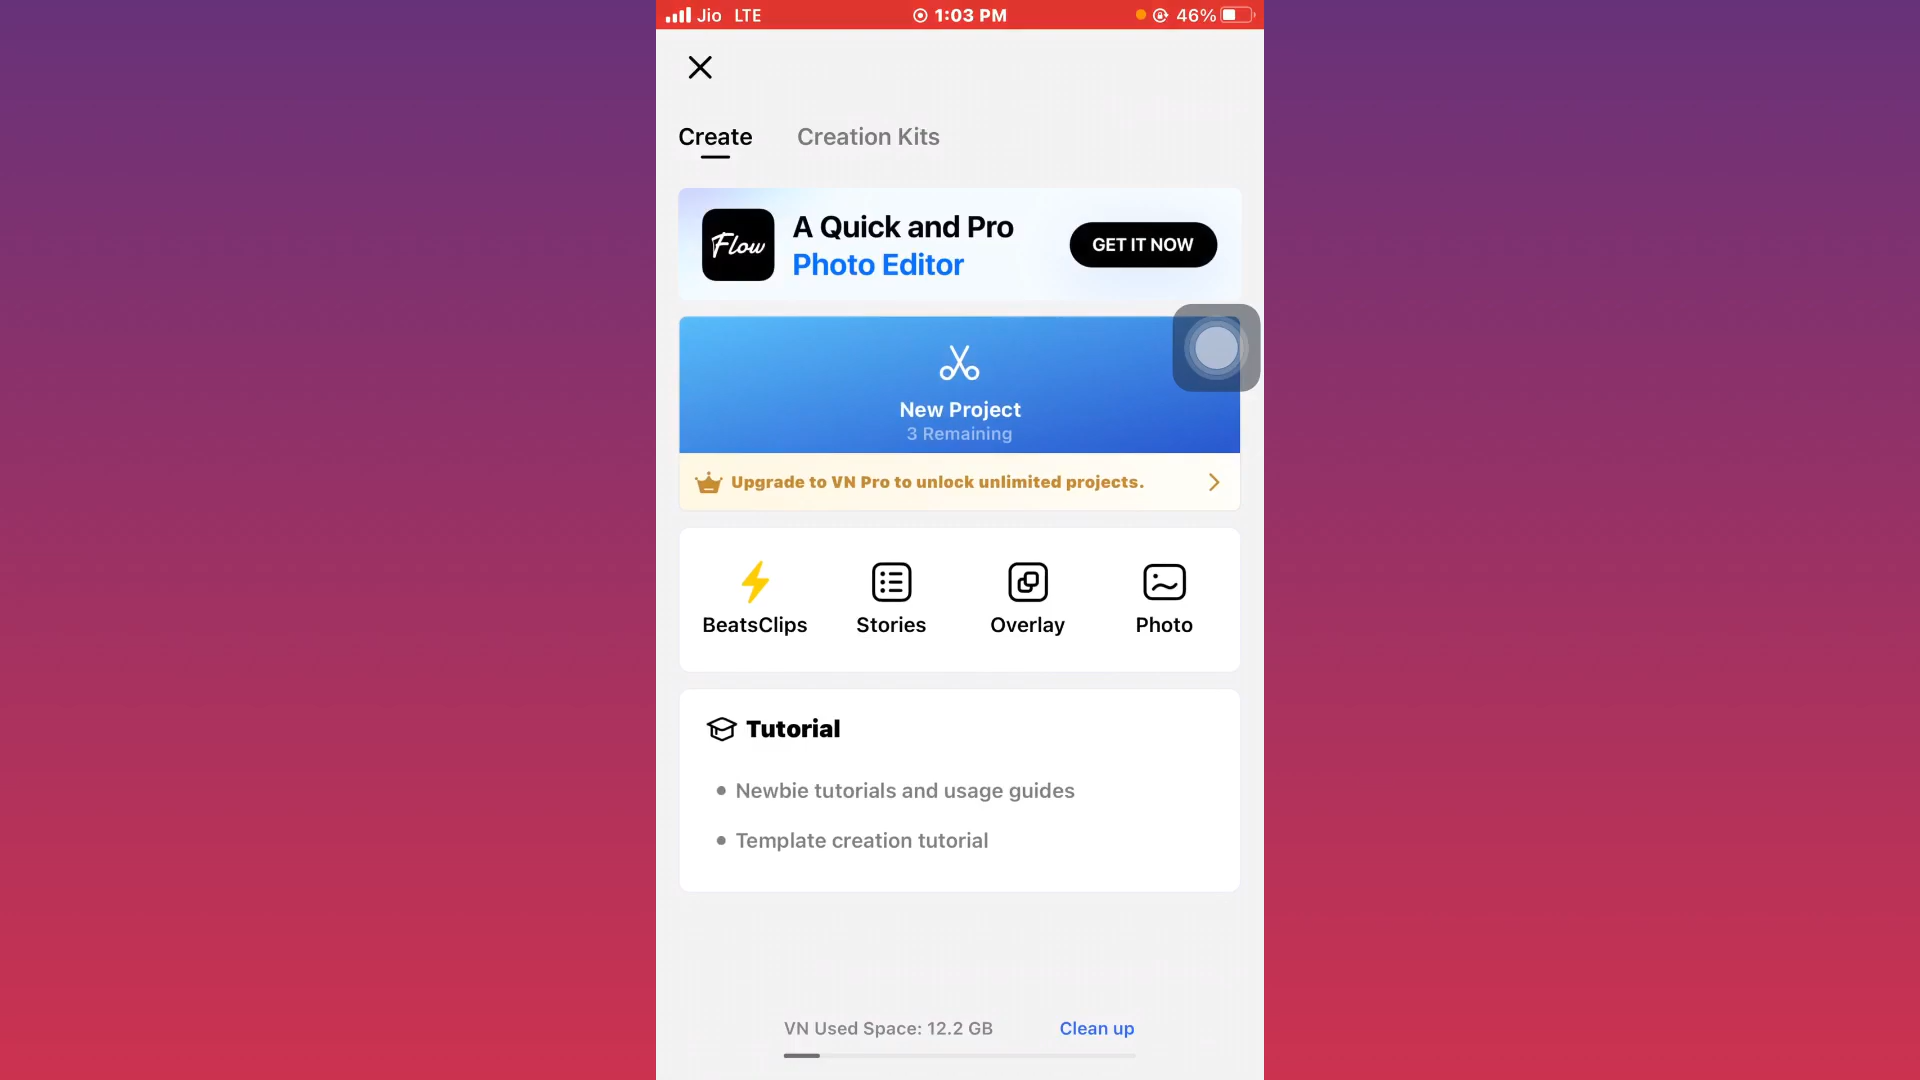 Jio LTE 1:03 PM 46%
Create Creation Kits
Flow
A Quick and Pro
Photo Editor
GET IT NOW
New Project
3 Remaining
Upgrade to VN Pro to unlock unlimited projects.
BeatsClips Stories Overlay Photo
Tutorial
Newbie tutorials and usage guides
Template creation tutorial
VN Used Space: 12.2 GB Clean up